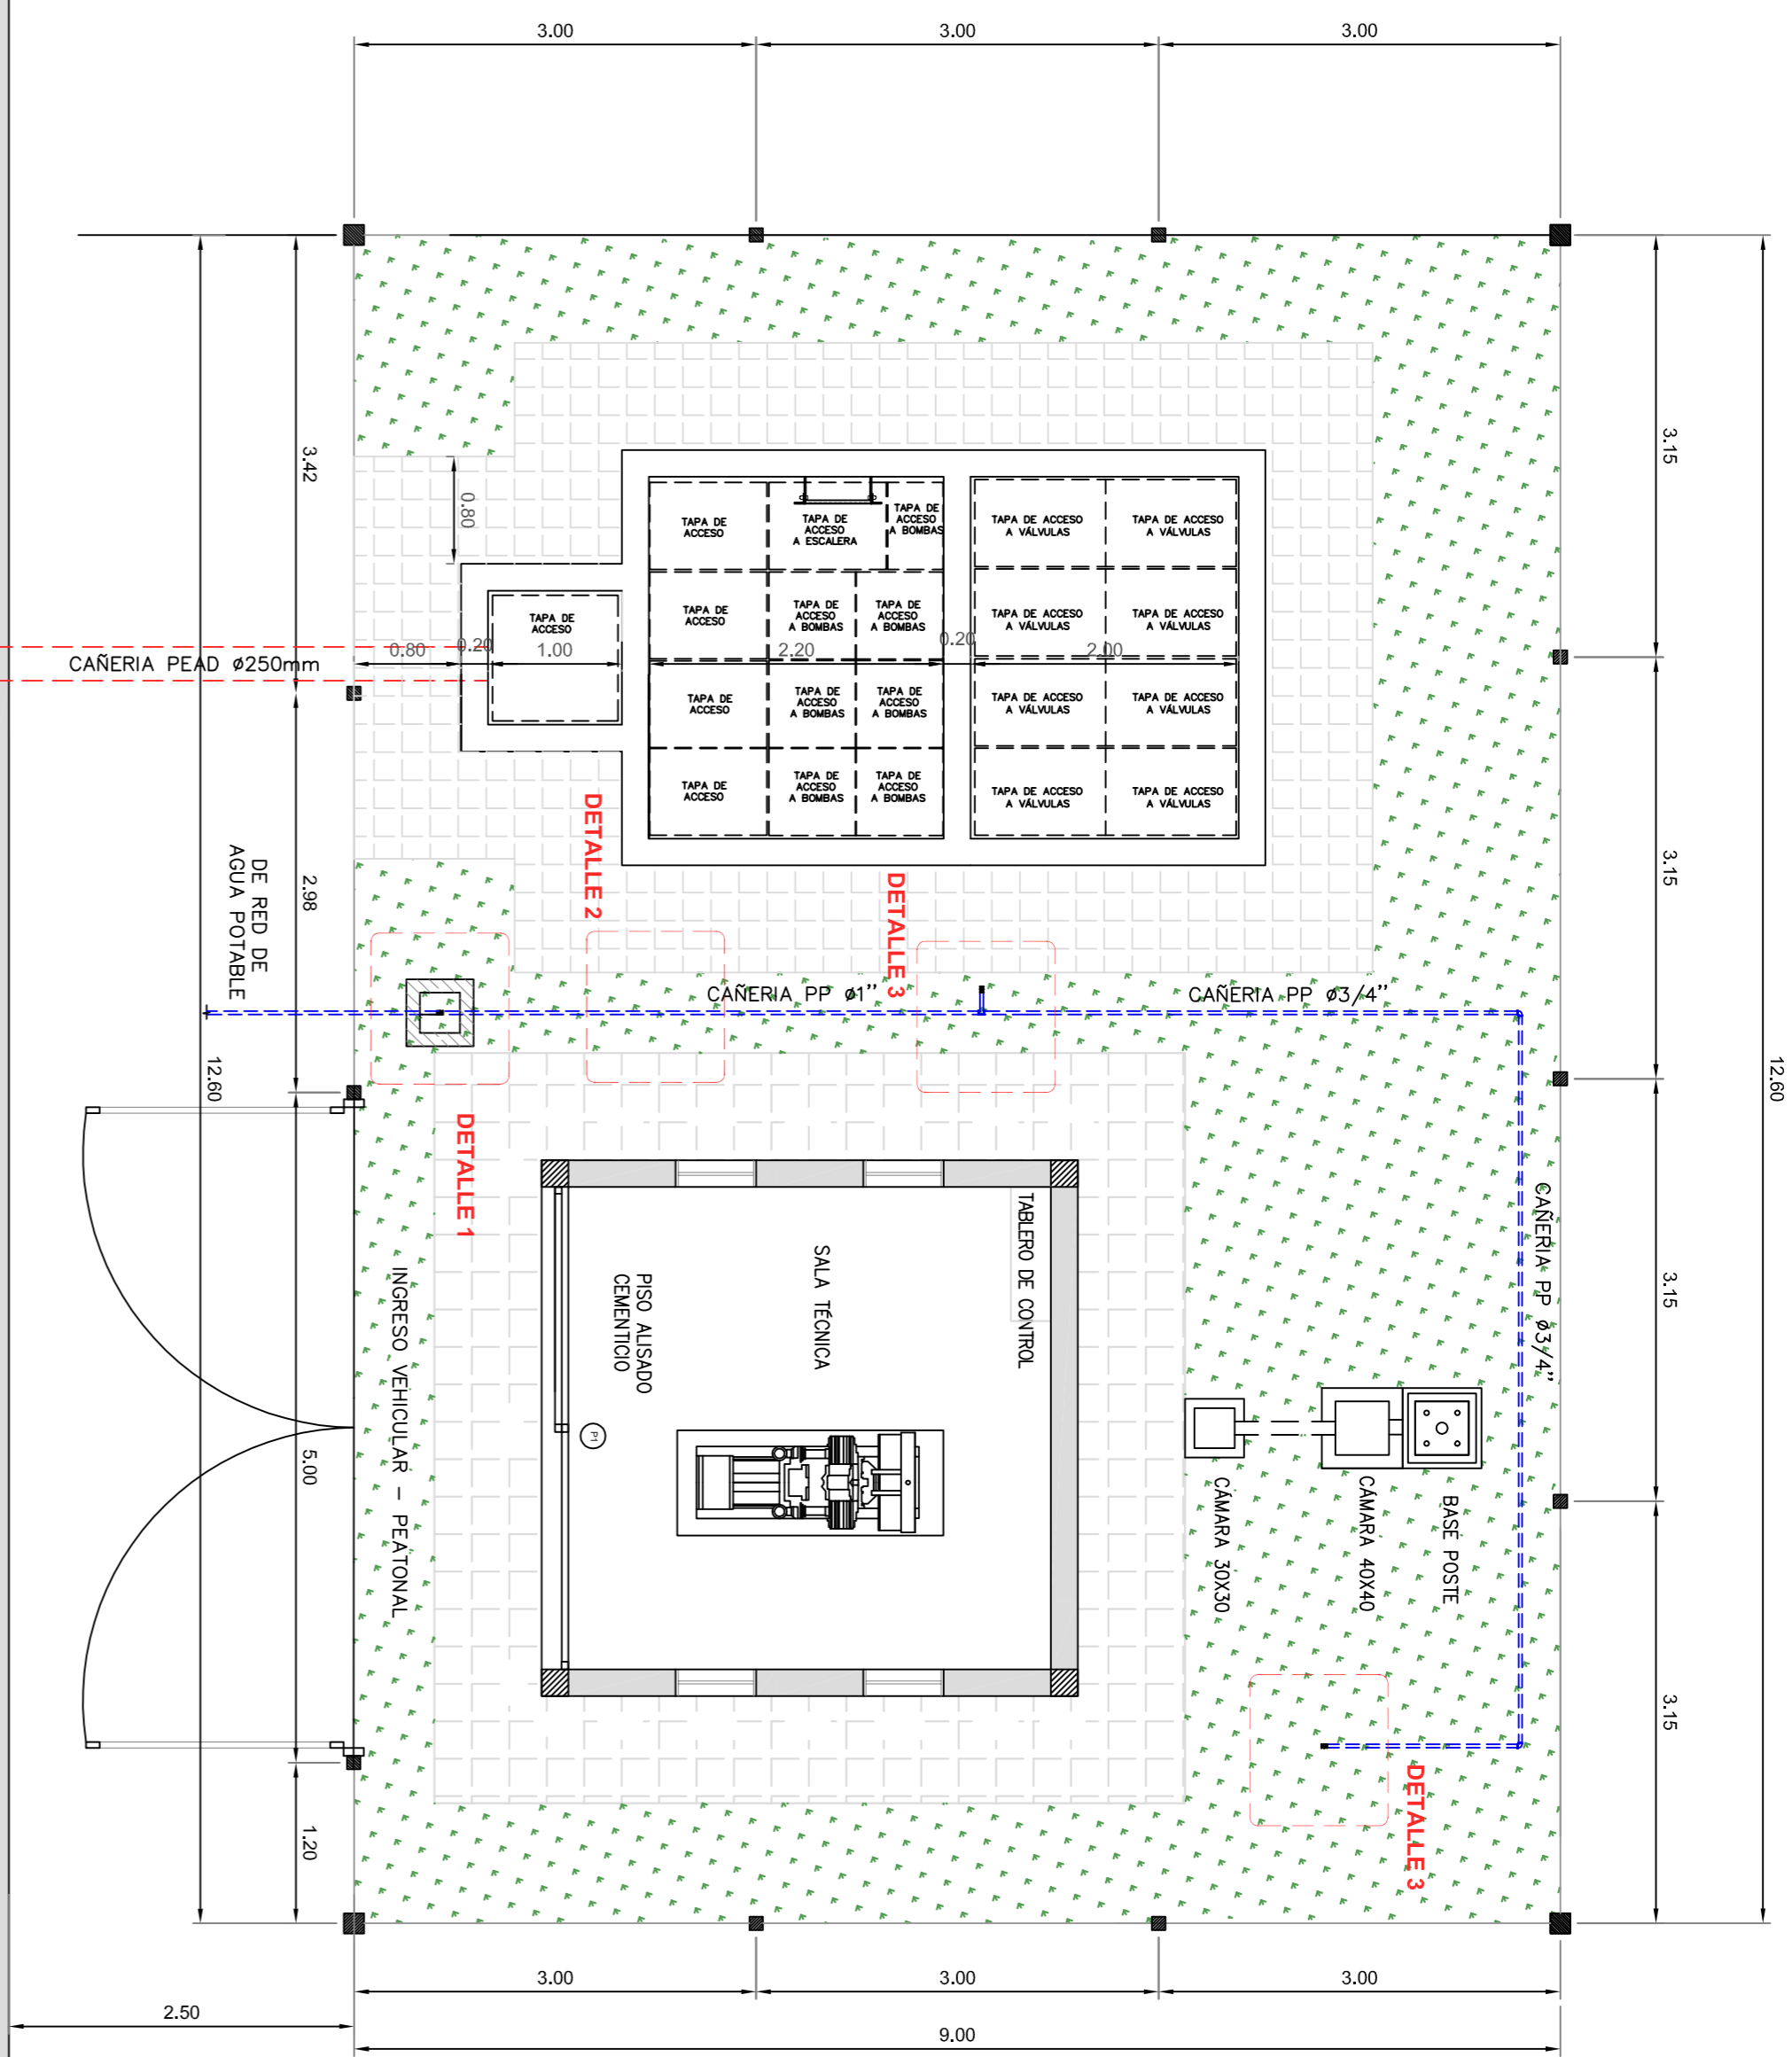 3.00
3.00
3.00
12.60
3.15
3.15
3.15
3.15
3.42
2.98
5.00
1.20
12.60
0.80
TAPA DE
ACCESO
TAPA DE
ACCESO
A ESCALERA
TAPA DE
ACCESO
A BOMBAS
TAPA DE ACCESO
A VÁLVULAS
TAPA DE ACCESO
A VÁLVULAS
TAPA DE
ACCESO
TAPA DE
ACCESO
A BOMBAS
TAPA DE
ACCESO
A BOMBAS
TAPA DE ACCESO
A VÁLVULAS
TAPA DE ACCESO
A VÁLVULAS
TAPA DE
ACCESO
CAÑERIA PEAD ø250mm
0.80
0.20
1.00
2.20
0.20
2.00
TAPA DE
ACCESO
TAPA DE
ACCESO
A BOMBAS
TAPA DE
ACCESO
A BOMBAS
TAPA DE ACCESO
A VÁLVULAS
TAPA DE ACCESO
A VÁLVULAS
TAPA DE
ACCESO
TAPA DE
ACCESO
A BOMBAS
TAPA DE
ACCESO
A BOMBAS
TAPA DE ACCESO
A VÁLVULAS
TAPA DE ACCESO
A VÁLVULAS
DETALLE 2
DETALLE 3
DE RED DE
AGUA POTABLE
CAÑERIA PP ø1''
CAÑERIA PP ø3/4''
CAÑERIA PP ø3/4''
DETALLE 1
INGRESO VEHICULAR – PEATONAL
TABLERO DE CONTROL
SALA TÉCNICA
PISO ALISADO
CEMENTICIO
P1
CÁMARA 30X30
CÁMARA 40X40
BASE POSTE
DETALLE 3
3.00
3.00
3.00
2.50
9.00